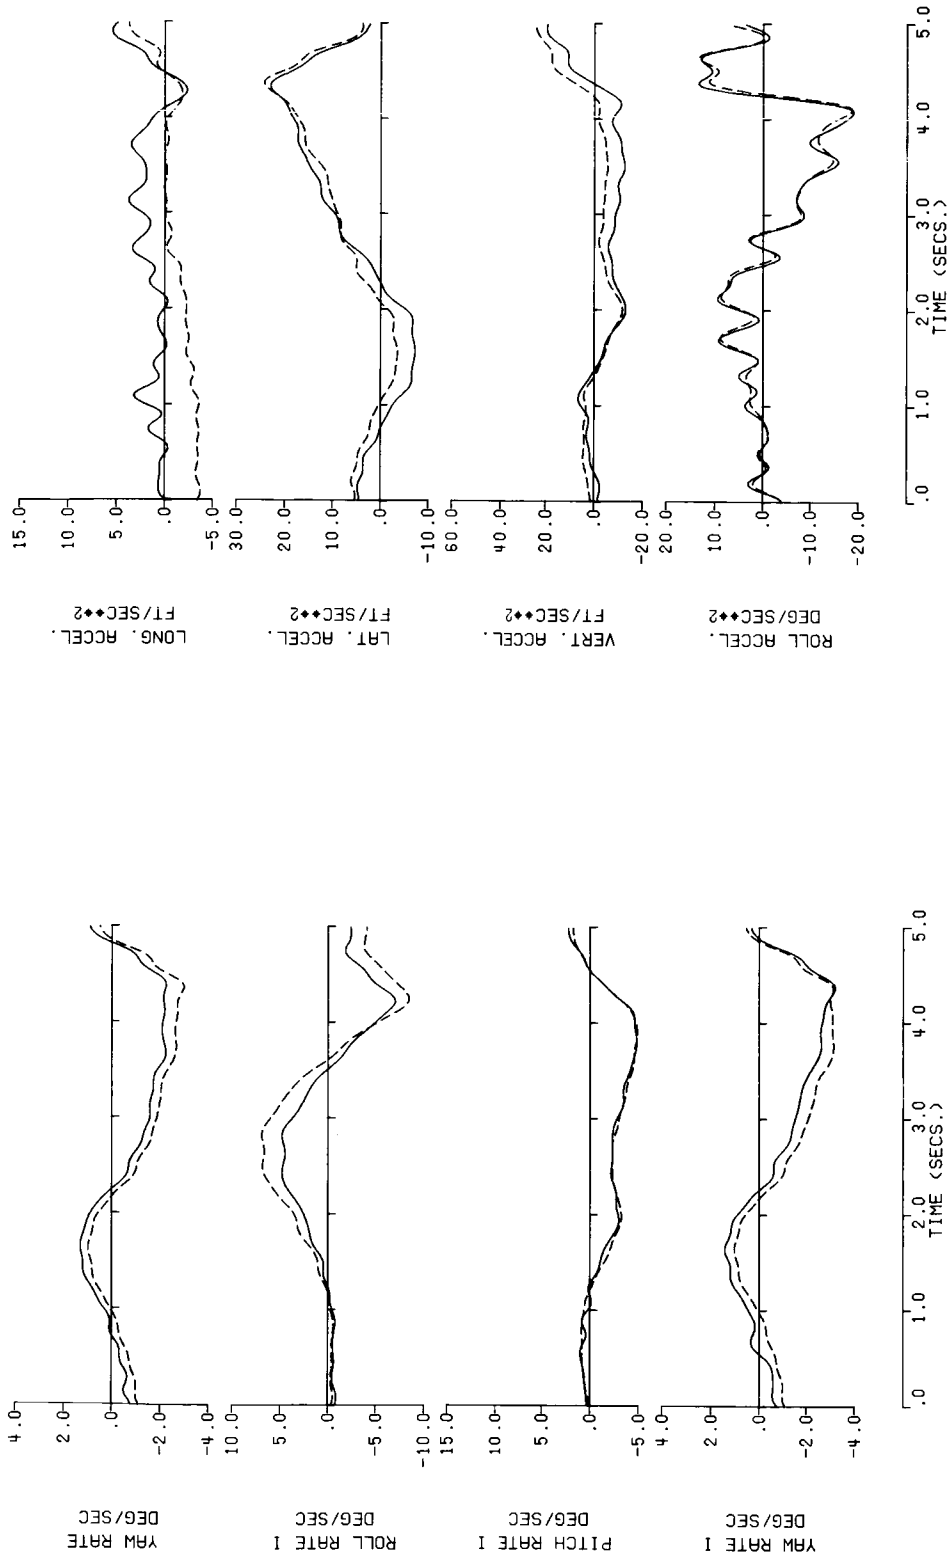 LONG. ACCEL.
FT/SEC**2
15.0
10.0
5.0
.0
-5.0
LAT. ACCEL.
FT/SEC**2
30.0
20.0
10.0
.0
-10.0
VERT. ACCEL.
FT/SEC**2
60.0
40.0
20.0
.0
-20.0
ROLL ACCEL.
DEG/SEC**2
20.0
10.0
.0
-10.0
-20.0
.0 1.0 2.0 3.0 4.0 5.0
TIME (SECS.)
YAW RATE
DEG/SEC
4.0
2.0
.0
-2.0
-4.0
ROLL RATE I
DEG/SEC
10.0
5.0
.0
-5.0
-10.0
PITCH RATE I
DEG/SEC
5.0
.0
-5.0
YAW RATE I
DEG/SEC
4.0
2.0
.0
-2.0
-4.0
.0 1.0 2.0 3.0 4.0 5.0
TIME (SECS.)